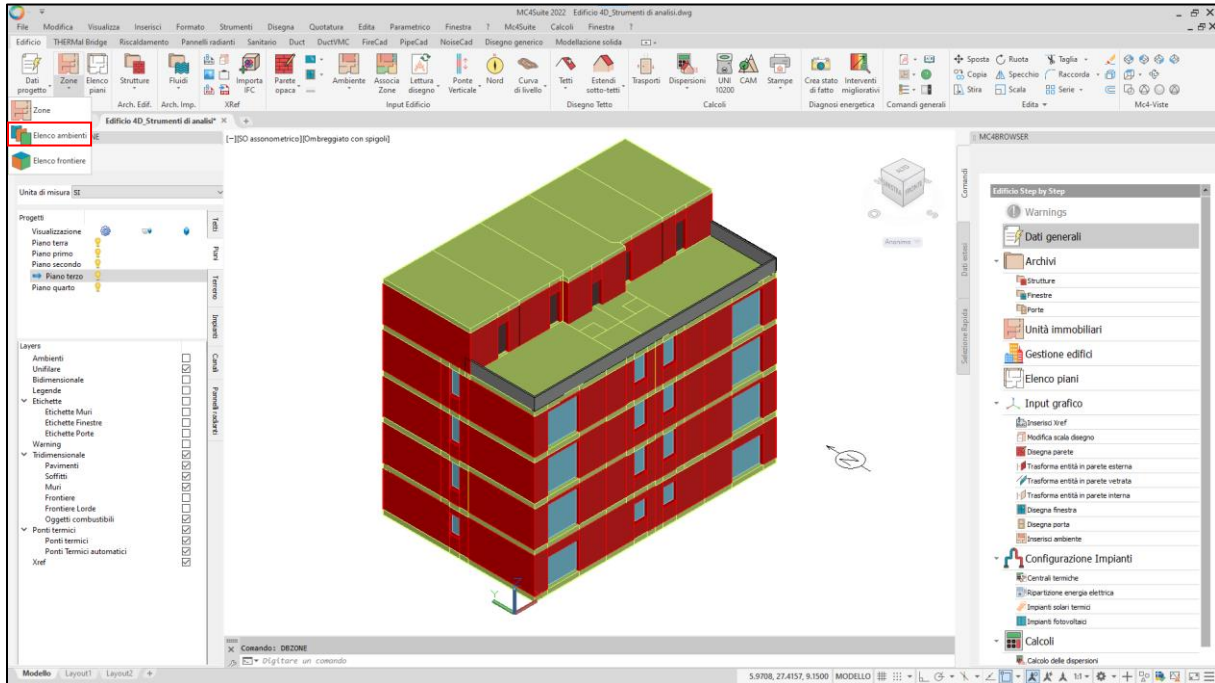 MC4Suite 2022 Edificio 4D_Strumenti di analisi.dwg
File Modifica Visualizza Inserisci Formato Strumenti Disegna Quotatura Edita Parametrico Finestra ? Mc4Suite Calcoli Finestra ?
Edificio THERMal Bridge Riscaldamento Pannelli radianti Sanitario Duct DuctVMC FireCad PipeCad NoiseCad Disegno generico Modellazione solida
Dati progetto Zone Elenco piani Strutture Fluidi Importa IFC Parete opaca Ambiente Associa Zona Lettura disegno Ponte Verticale Nord Curva di livello Tetti Estendi sotto-tetti Trasporti Dispersioni UNI 10200 CAM Stampe Crea stato di fatto Interventi migliorativi
Sposta Ruota Taglia
Copia Specchio Raccorda
Stira Scala Serie
Arch. Edif. Arch. Imp. XRef Input Edificio Disegno Tetto Calcoli Diagnosi energetica Comandi generali Edita Mc4-Viste
Zone
Elenco ambienti
Elenco frontiere
Edificio 4D_Strumenti di analisi*
[−][SO assonometrico][Ombreggiato con spigoli]
MC4BROWSER
Unita di misura SI
Progetti
Visualizzazione
Piano terra
Piano primo
Piano secondo
Piano terzo
Piano quarto
Layers
Ambienti
Unifilare
Bidimensionale
Legende
Etichette
Etichette Muri
Etichette Finestre
Etichette Porte
Warning
Tridimensionale
Pavimenti
Soffitti
Muri
Frontiere
Frontiere Lorde
Oggetti combustibili
Ponti termici
Ponti termici
Ponti Termici automatici
Xref
Tetti
Piani
Terreno
Impianti
Canali
Pannelli radianti
ALTO
SINISTRA
FRONTE
Anonimo
N
Z
Y
Comandi
Dati estesi
Selezione Rapida
Edificio Step by Step
Warnings
Dati generali
Archivi
Strutture
Finestre
Porte
Unità immobiliari
Gestione edifici
Elenco piani
Input grafico
Inserisci Xref
Modifica scala disegno
Disegna parete
Trasforma entità in parete esterna
Trasforma entità in parete vetrata
Trasforma entità in parete interna
Disegna finestra
Disegna porta
Inserisci ambiente
Configurazione Impianti
Centrali termiche
Ripartizione energia elettrica
Impianti solari termici
Impianti fotovoltaici
Calcoli
Calcolo delle dispersioni
Comando: DBZONE
Digitare un comando
Modello Layout1 Layout2 +
5.9708, 27.4157, 9.1500 MODELLO 1:1